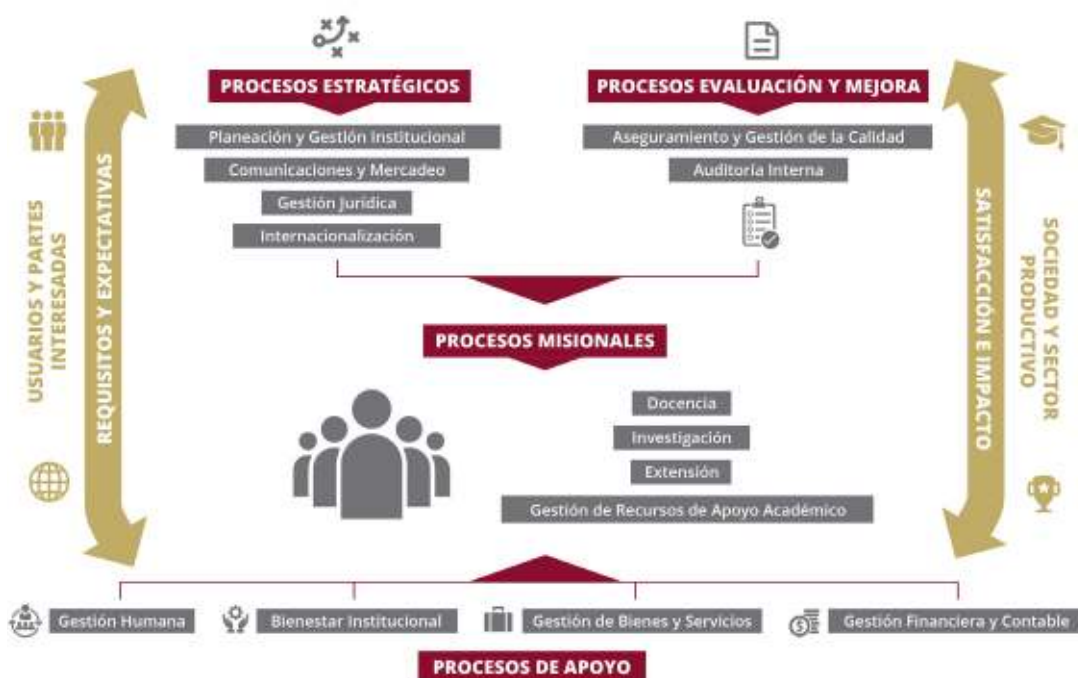 PROCESOS ESTRATÉGICOS
Planeación y Gestión Institucional
Comunicaciones y Mercadeo
Gestión Jurídica
Internacionalización
PROCESOS EVALUACIÓN Y MEJORA
Aseguramiento y Gestión de la Calidad
Auditoría Interna
USUARIOS Y PARTES
INTERESADAS
REQUISITOS Y EXPECTATIVAS
PROCESOS MISIONALES
Docencia
Investigación
Extensión
Gestión de Recursos de Apoyo Académico
SATISFACCIÓN E IMPACTO
SOCIEDAD Y SECTOR
PRODUCTIVO
Gestión Humana
Bienestar Institucional
Gestión de Bienes y Servicios
Gestión Financiera y Contable
PROCESOS DE APOYO